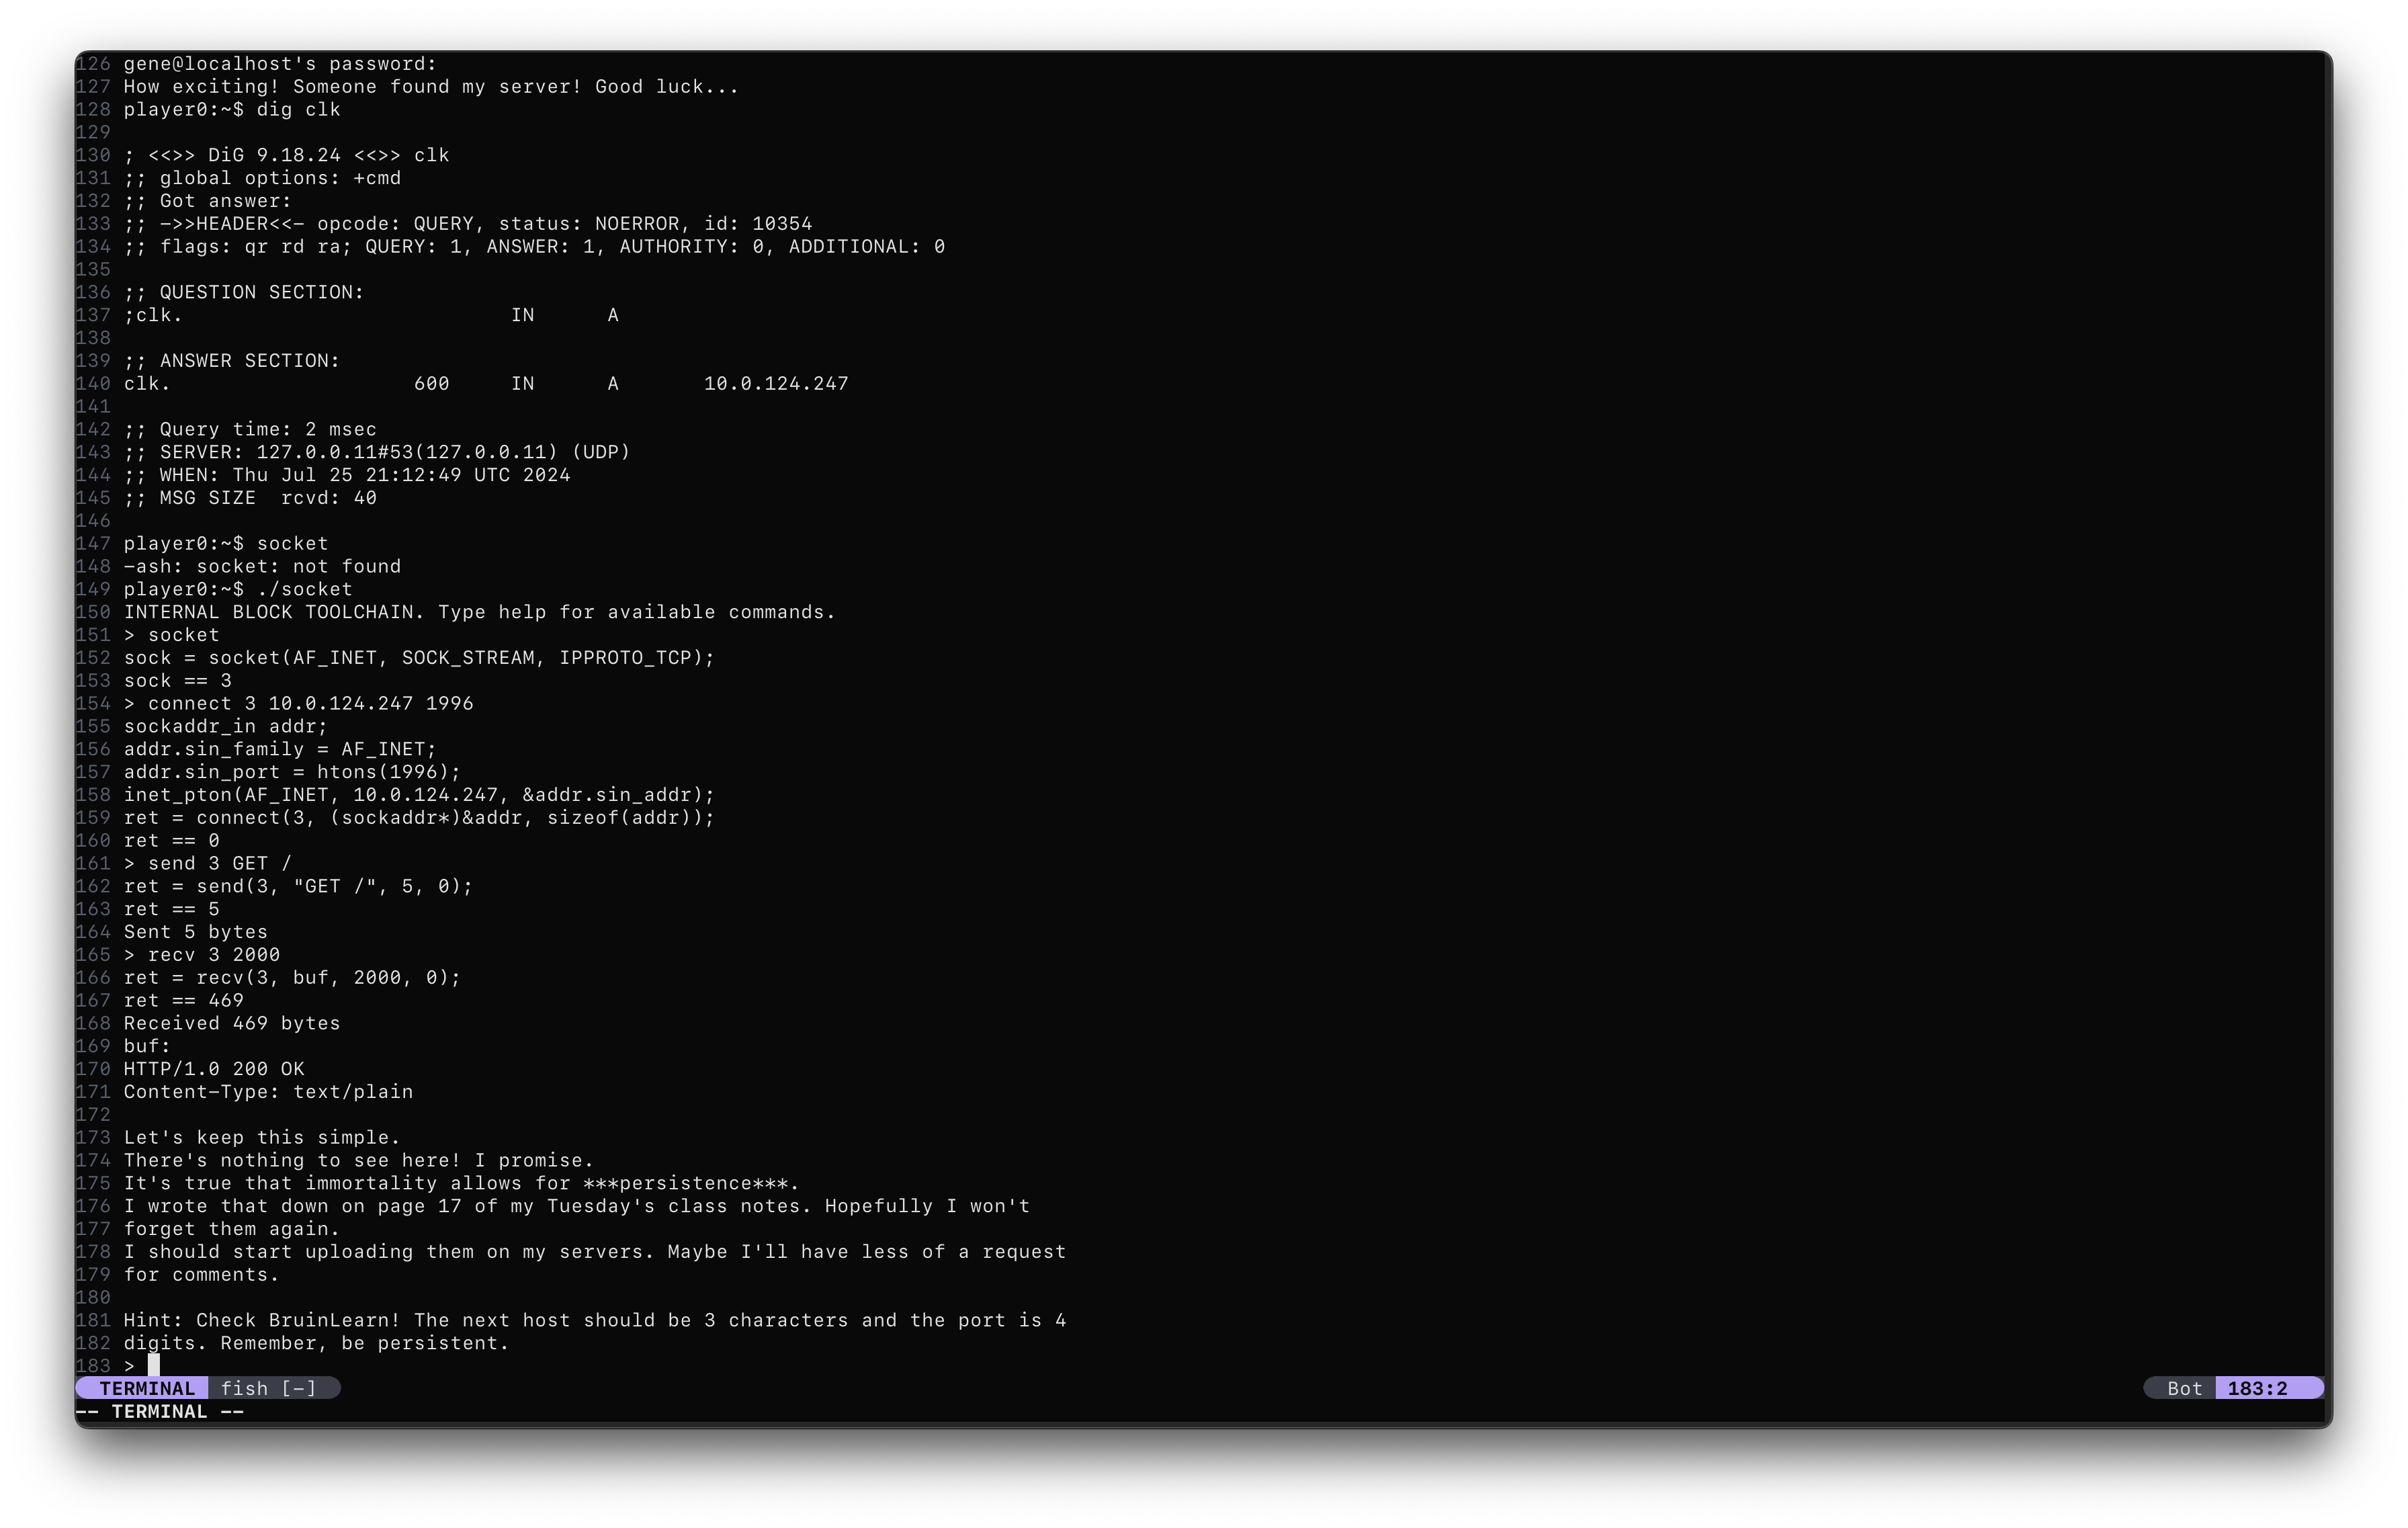 126 gene@localhost's password:
127 How exciting! Someone found my server! Good luck...
128 player0:~$ dig clk
129
130 ; <<>> DiG 9.18.24 <<>> clk
131 ;; global options: +cmd
132 ;; Got answer:
133 ;; ->>HEADER<<- opcode: QUERY, status: NOERROR, id: 10354
134 ;; flags: qr rd ra; QUERY: 1, ANSWER: 1, AUTHORITY: 0, ADDITIONAL: 0
135
136 ;; QUESTION SECTION:
137 ;clk. IN A
138
139 ;; ANSWER SECTION:
140 clk. 600 IN A 10.0.124.247
141
142 ;; Query time: 2 msec
143 ;; SERVER: 127.0.0.11#53(127.0.0.11) (UDP)
144 ;; WHEN: Thu Jul 25 21:12:49 UTC 2024
145 ;; MSG SIZE  rcvd: 40
146
147 player0:~$ socket
148 -ash: socket: not found
149 player0:~$ ./socket
150 INTERNAL BLOCK TOOLCHAIN. Type help for available commands.
151 > socket
152 sock = socket(AF_INET, SOCK_STREAM, IPPROTO_TCP);
153 sock == 3
154 > connect 3 10.0.124.247 1996
155 sockaddr_in addr;
156 addr.sin_family = AF_INET;
157 addr.sin_port = htons(1996);
158 inet_pton(AF_INET, 10.0.124.247, &addr.sin_addr);
159 ret = connect(3, (sockaddr*)&addr, sizeof(addr));
160 ret == 0
161 > send 3 GET /
162 ret = send(3, "GET /", 5, 0);
163 ret == 5
164 Sent 5 bytes
165 > recv 3 2000
166 ret = recv(3, buf, 2000, 0);
167 ret == 469
168 Received 469 bytes
169 buf:
170 HTTP/1.0 200 OK
171 Content-Type: text/plain
172
173 Let's keep this simple.
174 There's nothing to see here! I promise.
175 It's true that immortality allows for ***persistence***.
176 I wrote that down on page 17 of my Tuesday's class notes. Hopefully I won't
177 forget them again.
178 I should start uploading them on my servers. Maybe I'll have less of a request
179 for comments.
180
181 Hint: Check BruinLearn! The next host should be 3 characters and the port is 4
182 digits. Remember, be persistent.
183 >
TERMINAL fish [-] Bot 183:2
-- TERMINAL --